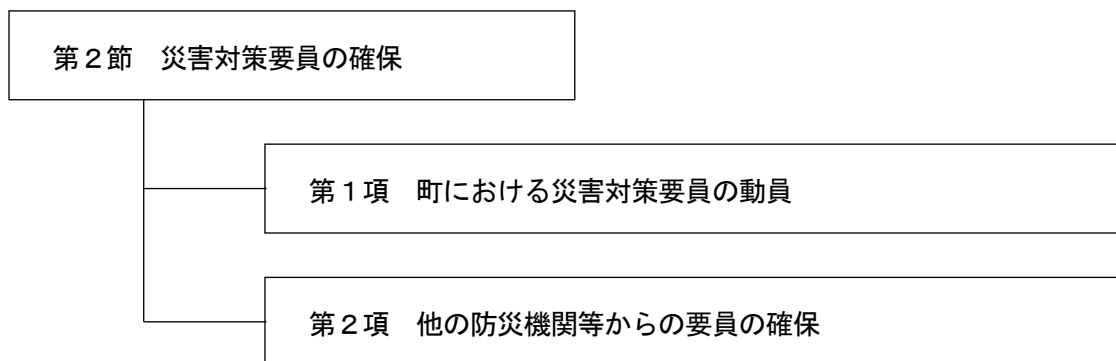 第２節　災害対策要員の確保
第１項　町における災害対策要員の動員
第２項　他の防災機関等からの要員の確保